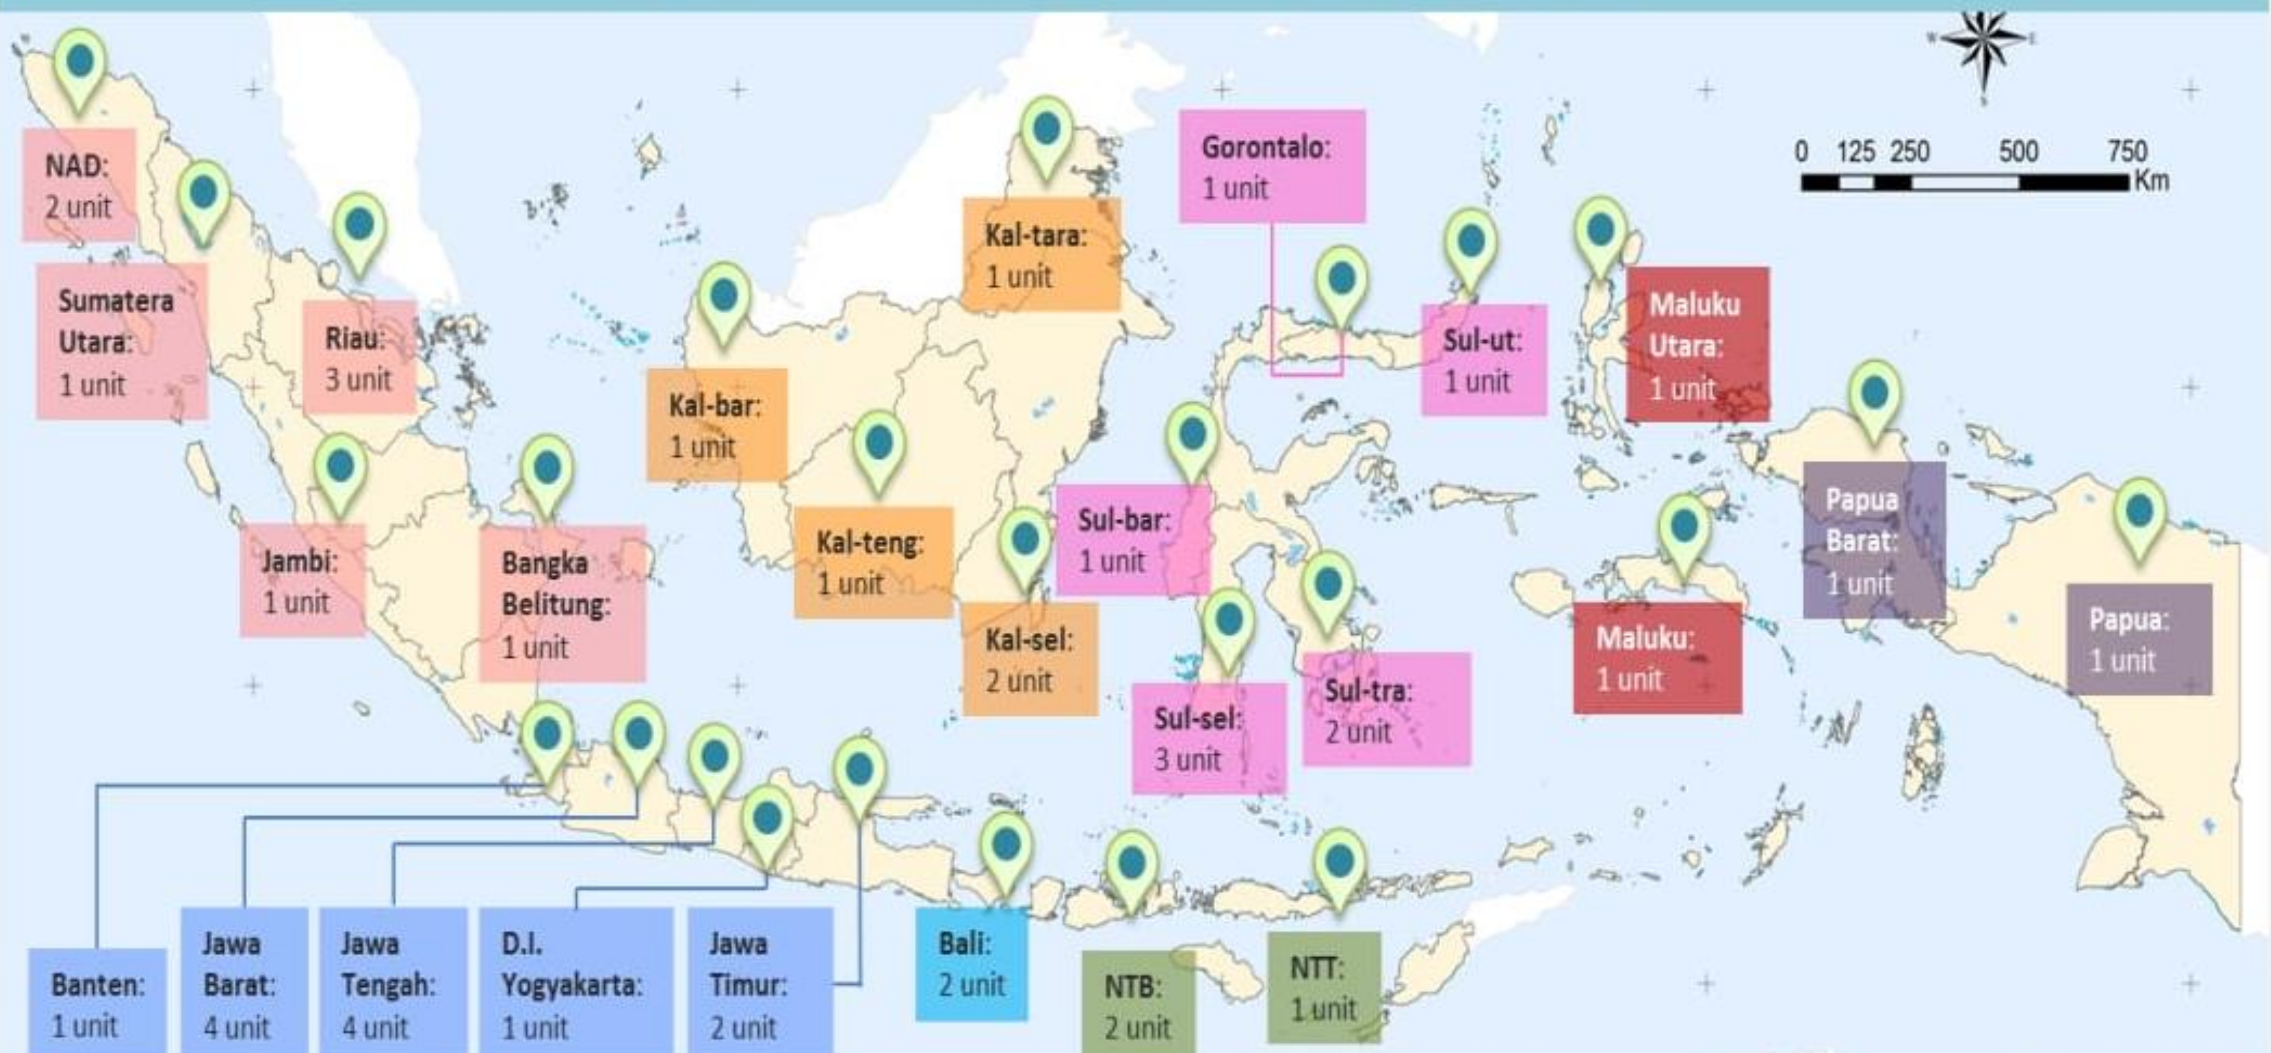 W
E
S
0 125 250 500 750
Km
NAD:
2 unit
Sumatera
Utara:
1 unit
Riau:
3 unit
Jambi:
1 unit
Bangka
Belitung:
1 unit
Kal-bar:
1 unit
Kal-tara:
1 unit
Kal-teng:
1 unit
Kal-sel:
2 unit
Gorontalo:
1 unit
Sul-ut:
1 unit
Sul-bar:
1 unit
Sul-sel:
3 unit
Sul-tra:
2 unit
Maluku
Utara:
1 unit
Maluku:
1 unit
Papua
Barat:
1 unit
Papua:
1 unit
Banten:
1 unit
Jawa
Barat:
4 unit
Jawa
Tengah:
4 unit
D.I.
Yogyakarta:
1 unit
Jawa
Timur:
2 unit
Bali:
2 unit
NTB:
2 unit
NTT:
1 unit